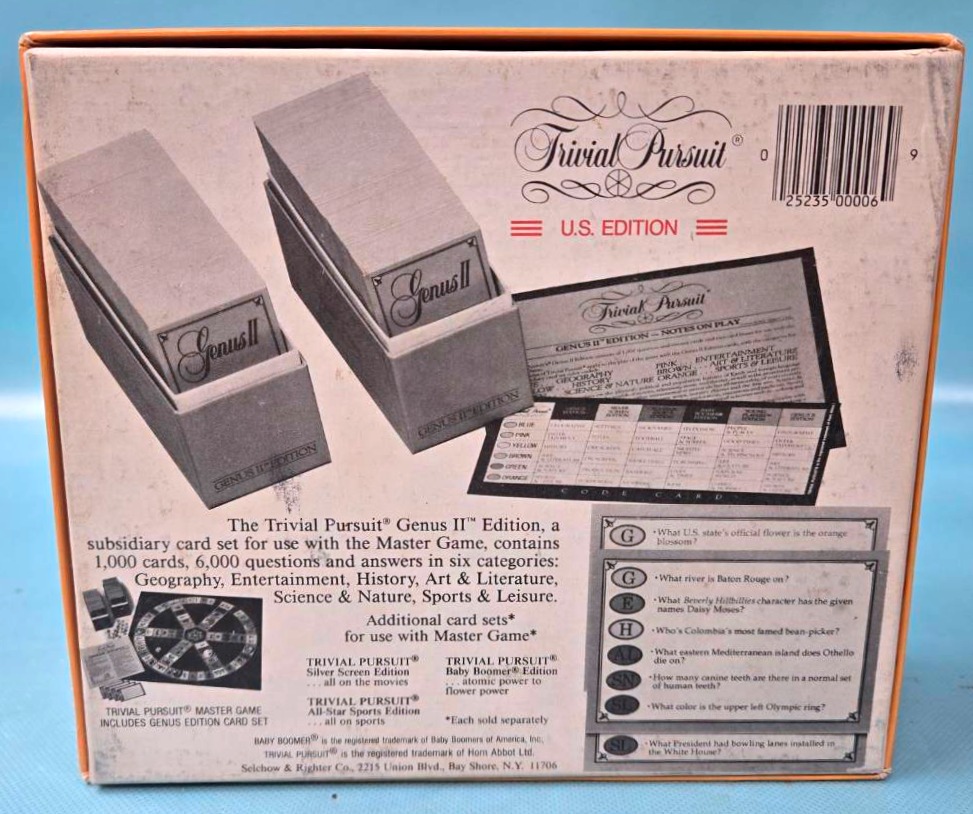 Trivial Pursuit®
U.S. EDITION
0 25235 00006 9
Genus II
GENUS II™ EDITION
Genus II
GENUS II™ EDITION
Trivial Pursuit®
GENUS II™ EDITION — NOTES ON PLAY
GEOGRAPHY
HISTORY
SCIENCE & NATURE
PINK ... ENTERTAINMENT
BROWN ... ART & LITERATURE
ORANGE ... SPORTS & LEISURE
BLUE
PINK
YELLOW
BROWN
GREEN
ORANGE
CODE CARD
The Trivial Pursuit® Genus II™ Edition, a
subsidiary card set for use with the Master Game, contains
1,000 cards, 6,000 questions and answers in six categories:
Geography, Entertainment, History, Art & Literature,
Science & Nature, Sports & Leisure.
Additional card sets*
for use with Master Game*
TRIVIAL PURSUIT®
Silver Screen Edition
...all on the movies
TRIVIAL PURSUIT®
All-Star Sports Edition
...all on sports
TRIVIAL PURSUIT®
Baby Boomer® Edition
...atomic power to
flower power
*Each sold separately
TRIVIAL PURSUIT® MASTER GAME
INCLUDES GENUS EDITION CARD SET
BABY BOOMER® is the registered trademark of Baby Boomers of America, Inc.
TRIVIAL PURSUIT® is the registered trademark of Horn Abbot Ltd.
Selchow & Righter Co., 2215 Union Blvd., Bay Shore, N.Y. 11706
G • What U.S. state's official flower is the orange
blossom?
G • What river is Baton Rouge on?
E • What Beverly Hillbillies character has the given
names Daisy Moses?
H • Who's Colombia's most famed bean-picker?
AL • What eastern Mediterranean island does Othello
die on?
SN • How many canine teeth are there in a normal set
of human teeth?
SL • What color is the upper left Olympic ring?
SL • What President had bowling lanes installed in
the White House?